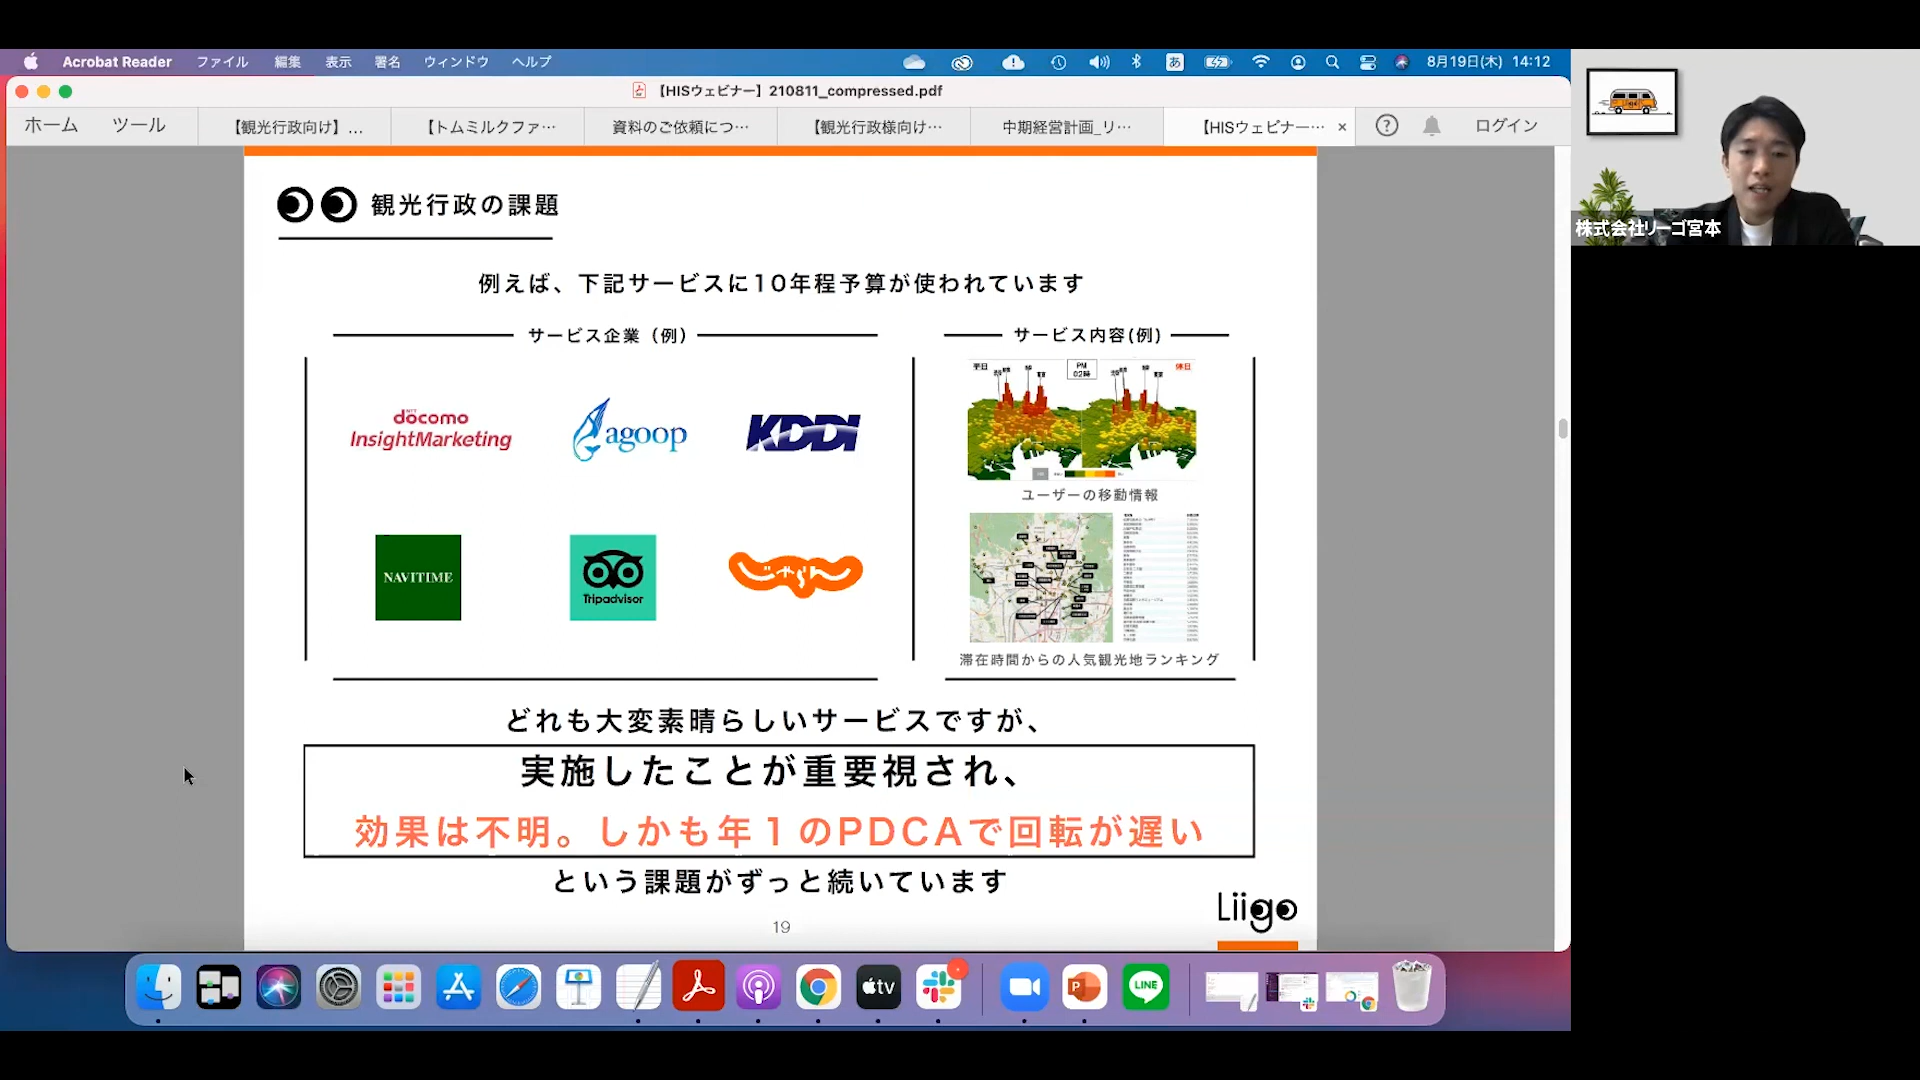 Acrobat Reader ファイル 編集 表示 署名 ウィンドウ ヘルプ
あ
8月19日(木) 14:12
【HISウェビナー】210811_compressed.pdf
ホーム ツール
【観光行政向け】...
【トムミルクファ…
資料のご依頼につ…
【観光行政様向け…
中期経営計画_リ…
【HISウェビナー… ×
ログイン
株式会社リーゴ宮本
観光行政の課題
例えば、下記サービスに10年程予算が使われています
サービス企業（例）
サービス内容(例)
NTT
docomo
InsightMarketing
agoop
KDDI
NAVITIME
Tripadvisor
じゃらん
平日
PM
02時
休日
ユーザーの移動情報
滞在時間からの人気観光地ランキング
どれも大変素晴らしいサービスですが、
実施したことが重要視され、
効果は不明。しかも年１のPDCAで回転が遅い
という課題がずっと続いています
Liigo
19
tv
P
LINE